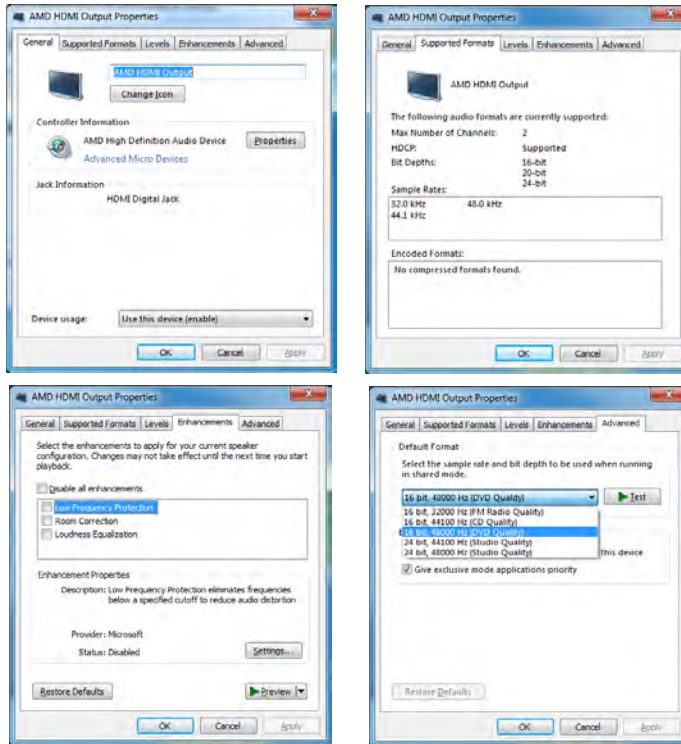 AMD HDMI Output Properties
General Supported Formats Levels Enhancements Advanced
AMD HDMI Output
Change Icon
Controller Information
AMD High Definition Audio Device Properties
Advanced Micro Devices
Jack Information
HDMI Digital Jack
Device usage: Use this device (enable)
OK Cancel Apply
AMD HDMI Output Properties
General Supported Formats Levels Enhancements Advanced
AMD HDMI Output
The following audio formats are currently supported:
Max Number of Channels: 2
HDCP: Supported
Bit Depths: 16-bit
20-bit
24-bit
Sample Rates:
32.0 kHz 48.0 kHz
44.1 kHz
Encoded Formats:
No compressed formats found.
OK Cancel Apply
AMD HDMI Output Properties
General Supported Formats Levels Enhancements Advanced
Select the enhancements to apply for your current speaker
configuration. Changes may not take effect until the next time you start
playback.
Disable all enhancements
Low Frequency Protection
Room Correction
Loudness Equalization
Enhancement Properties
Description: Low Frequency Protection eliminates frequencies
below a specified cutoff to reduce audio distortion
Provider: Microsoft
Status: Disabled Settings...
Restore Defaults Preview
OK Cancel Apply
AMD HDMI Output Properties
General Supported Formats Levels Enhancements Advanced
Default Format
Select the sample rate and bit depth to be used when running
in shared mode.
16 bit, 48000 Hz (DVD Quality) Test
16 bit, 32000 Hz (FM Radio Quality)
16 bit, 44100 Hz (CD Quality)
16 bit, 48000 Hz (DVD Quality)
24 bit, 44100 Hz (Studio Quality)
24 bit, 48000 Hz (Studio Quality) this device
Give exclusive mode applications priority
Restore Defaults
OK Cancel Apply